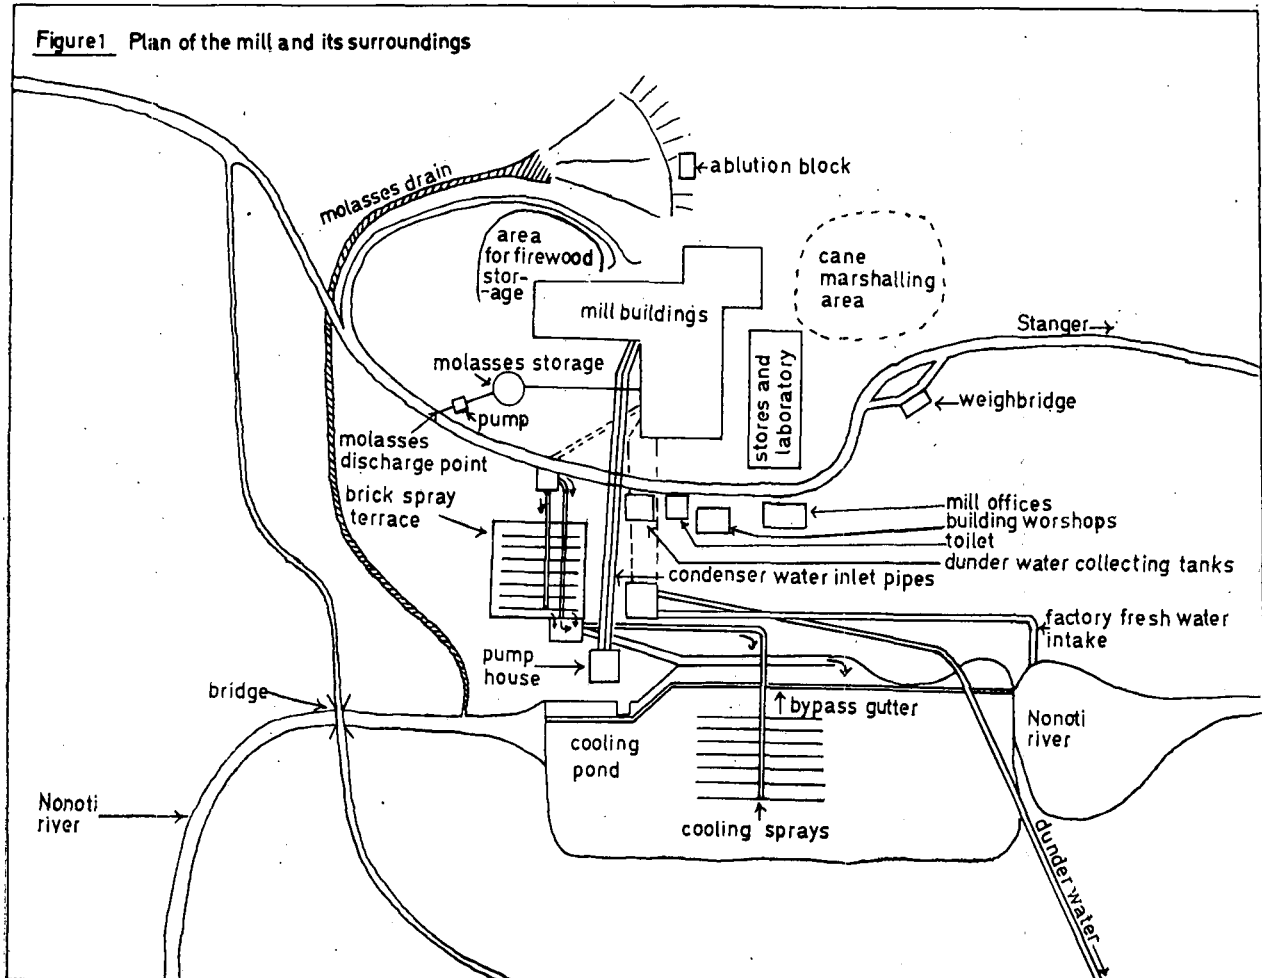 Figure1 Plan of the mill and its surroundings
molasses drain
ablution block
area
for firewood
stor-
-age
cane
marshalling
area
mill buildings
Stanger
molasses storage
pump
stores and
laboratory
weighbridge
molasses
discharge point
brick spray
terrace
mill offices
building worshops
toilet
dunder water collecting tanks
condenser water inlet pipes
factory fresh water
intake
pump
house
bridge
bypass gutter
Nonoti
river
cooling
pond
Nonoti
river
cooling sprays
dunder water